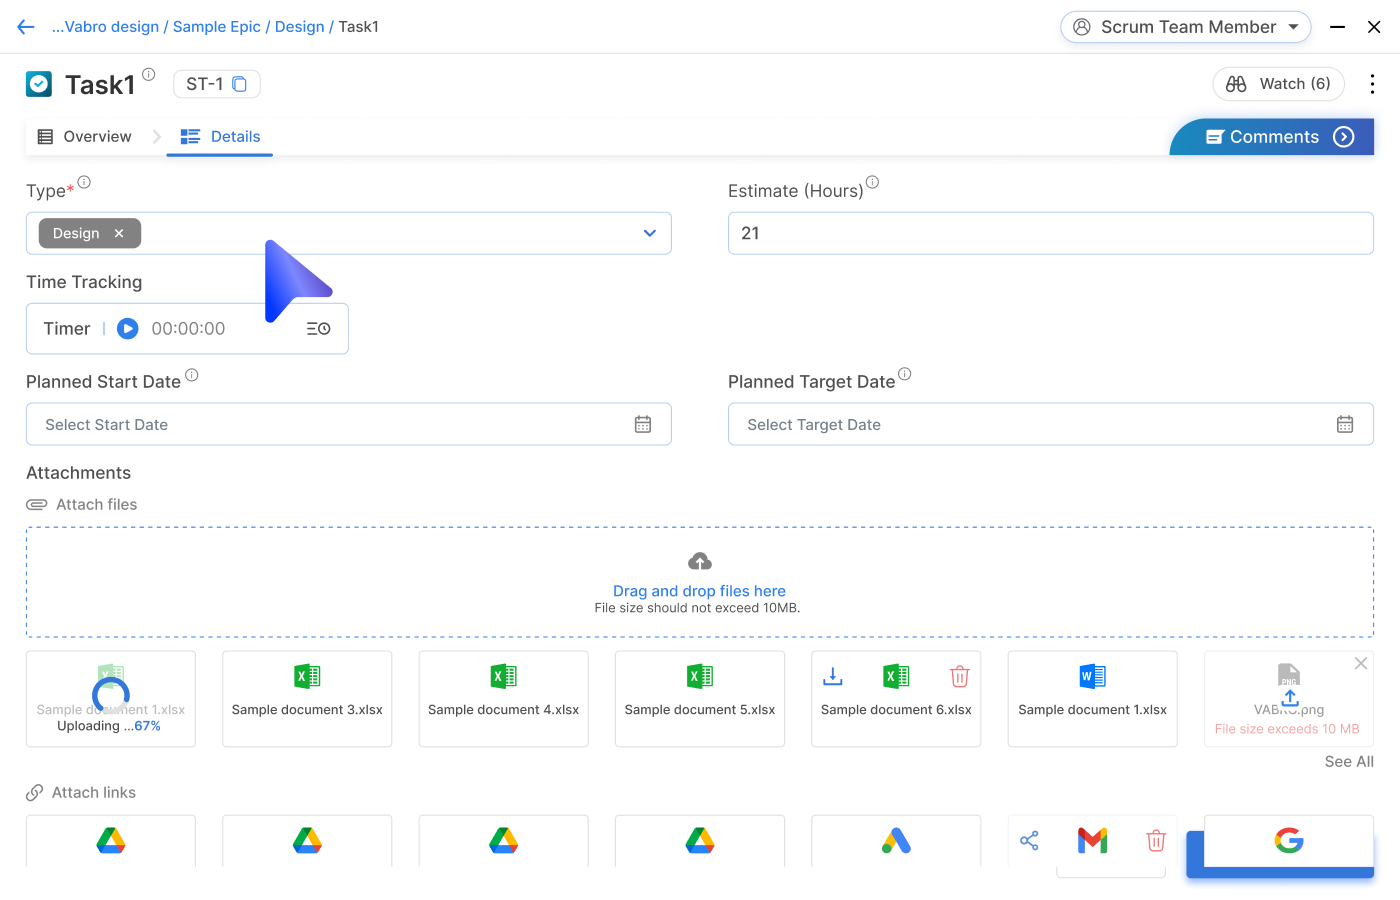 ...Vabro design / Sample Epic / Design / Task1
Scrum Team Member
Task1
ST-1
Watch (6)
Overview
Details
Comments
Type*
Estimate (Hours)
Design
21
Time Tracking
Timer
00:00:00
Planned Start Date
Planned Target Date
Select Start Date
Select Target Date
Attachments
Attach files
Drag and drop files here
File size should not exceed 10MB.
Sample document 1.xlsx
Uploading ...67%
Sample document 3.xlsx
Sample document 4.xlsx
Sample document 5.xlsx
Sample document 6.xlsx
Sample document 1.xlsx
PNG
VABRO.png
File size exceeds 10 MB
See All
Attach links